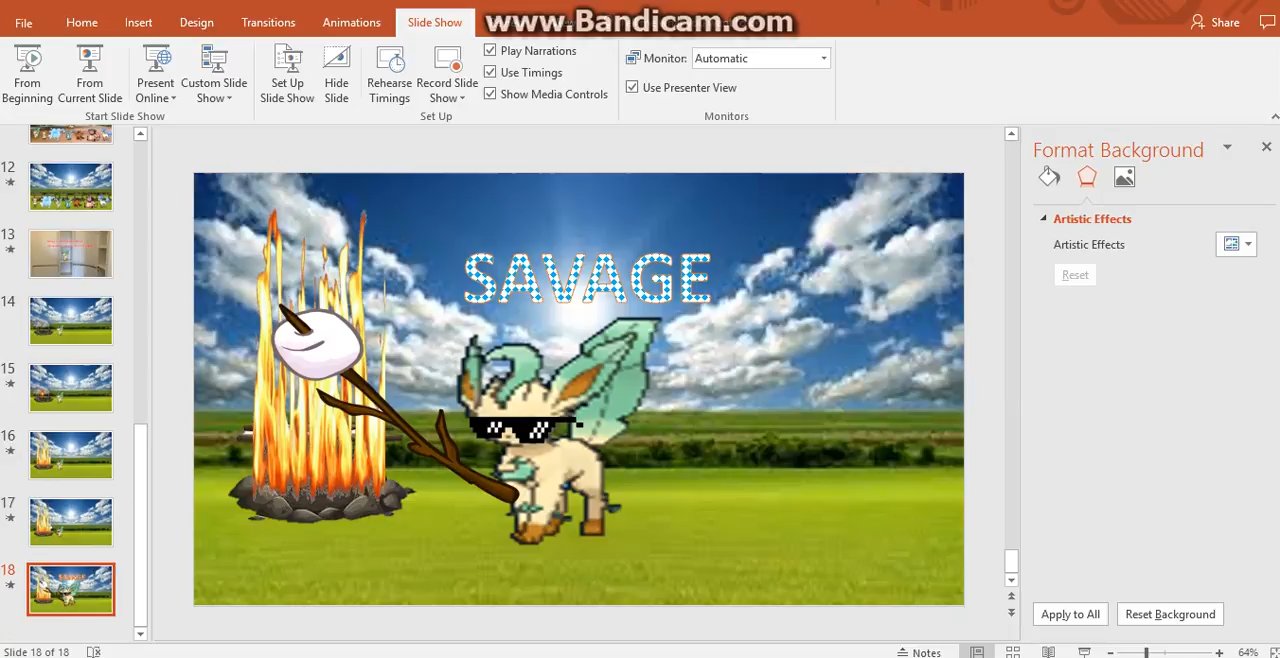 www.Bandicam.com
File Home Insert Design Transitions Animations Slide Show Share
From Beginning
From Current Slide
Present Online
Custom Slide Show
Start Slide Show
Set Up Slide Show
Hide Slide
Rehearse Timings
Record Slide Show
Play Narrations
Use Timings
Show Media Controls
Set Up
Monitor: Automatic
Use Presenter View
Monitors
12
13
14
15
16
17
18
SAVAGE
Format Background
Artistic Effects
Artistic Effects
Reset
Apply to All Reset Background
Slide 18 of 18 Notes 64%